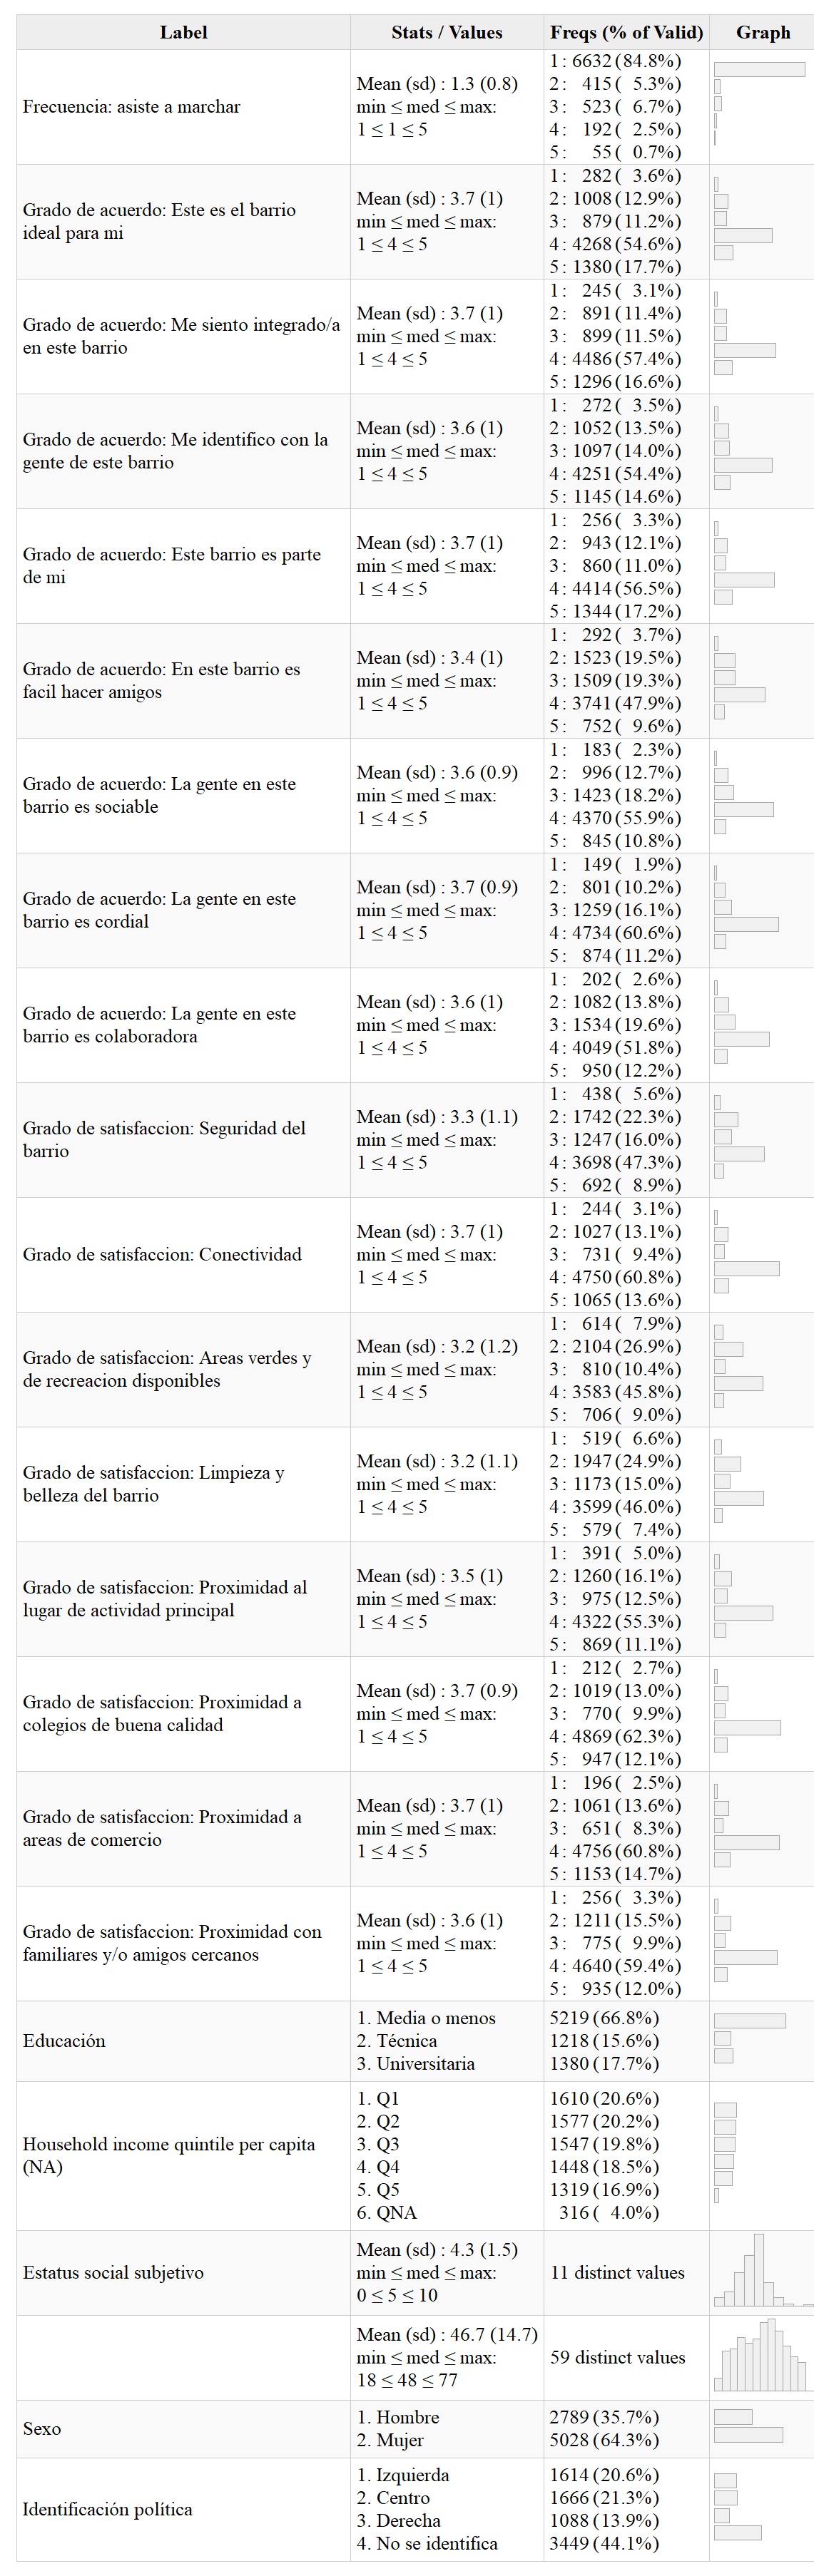 Label Stats / Values Freqs (% of Valid) Graph
Frecuencia: asiste a marchar
Mean (sd) : 1.3 (0.8)
min ≤ med ≤ max:
1 ≤ 1 ≤ 5
1 : 6632 (84.8%)
2 : 415 ( 5.3%)
3 : 523 ( 6.7%)
4 : 192 ( 2.5%)
5 : 55 ( 0.7%)
Grado de acuerdo: Este es el barrio
ideal para mi
Mean (sd) : 3.7 (1)
min ≤ med ≤ max:
1 ≤ 4 ≤ 5
1 : 282 ( 3.6%)
2 : 1008 (12.9%)
3 : 879 (11.2%)
4 : 4268 (54.6%)
5 : 1380 (17.7%)
Grado de acuerdo: Me siento integrado/a
en este barrio
Mean (sd) : 3.7 (1)
min ≤ med ≤ max:
1 ≤ 4 ≤ 5
1 : 245 ( 3.1%)
2 : 891 (11.4%)
3 : 899 (11.5%)
4 : 4486 (57.4%)
5 : 1296 (16.6%)
Grado de acuerdo: Me identifico con la
gente de este barrio
Mean (sd) : 3.6 (1)
min ≤ med ≤ max:
1 ≤ 4 ≤ 5
1 : 272 ( 3.5%)
2 : 1052 (13.5%)
3 : 1097 (14.0%)
4 : 4251 (54.4%)
5 : 1145 (14.6%)
Grado de acuerdo: Este barrio es parte
de mi
Mean (sd) : 3.7 (1)
min ≤ med ≤ max:
1 ≤ 4 ≤ 5
1 : 256 ( 3.3%)
2 : 943 (12.1%)
3 : 860 (11.0%)
4 : 4414 (56.5%)
5 : 1344 (17.2%)
Grado de acuerdo: En este barrio es
facil hacer amigos
Mean (sd) : 3.4 (1)
min ≤ med ≤ max:
1 ≤ 4 ≤ 5
1 : 292 ( 3.7%)
2 : 1523 (19.5%)
3 : 1509 (19.3%)
4 : 3741 (47.9%)
5 : 752 ( 9.6%)
Grado de acuerdo: La gente en este
barrio es sociable
Mean (sd) : 3.6 (0.9)
min ≤ med ≤ max:
1 ≤ 4 ≤ 5
1 : 183 ( 2.3%)
2 : 996 (12.7%)
3 : 1423 (18.2%)
4 : 4370 (55.9%)
5 : 845 (10.8%)
Grado de acuerdo: La gente en este
barrio es cordial
Mean (sd) : 3.7 (0.9)
min ≤ med ≤ max:
1 ≤ 4 ≤ 5
1 : 149 ( 1.9%)
2 : 801 (10.2%)
3 : 1259 (16.1%)
4 : 4734 (60.6%)
5 : 874 (11.2%)
Grado de acuerdo: La gente en este
barrio es colaboradora
Mean (sd) : 3.6 (1)
min ≤ med ≤ max:
1 ≤ 4 ≤ 5
1 : 202 ( 2.6%)
2 : 1082 (13.8%)
3 : 1534 (19.6%)
4 : 4049 (51.8%)
5 : 950 (12.2%)
Grado de satisfaccion: Seguridad del
barrio
Mean (sd) : 3.3 (1.1)
min ≤ med ≤ max:
1 ≤ 4 ≤ 5
1 : 438 ( 5.6%)
2 : 1742 (22.3%)
3 : 1247 (16.0%)
4 : 3698 (47.3%)
5 : 692 ( 8.9%)
Grado de satisfaccion: Conectividad
Mean (sd) : 3.7 (1)
min ≤ med ≤ max:
1 ≤ 4 ≤ 5
1 : 244 ( 3.1%)
2 : 1027 (13.1%)
3 : 731 ( 9.4%)
4 : 4750 (60.8%)
5 : 1065 (13.6%)
Grado de satisfaccion: Areas verdes y
de recreacion disponibles
Mean (sd) : 3.2 (1.2)
min ≤ med ≤ max:
1 ≤ 4 ≤ 5
1 : 614 ( 7.9%)
2 : 2104 (26.9%)
3 : 810 (10.4%)
4 : 3583 (45.8%)
5 : 706 ( 9.0%)
Grado de satisfaccion: Limpieza y
belleza del barrio
Mean (sd) : 3.2 (1.1)
min ≤ med ≤ max:
1 ≤ 4 ≤ 5
1 : 519 ( 6.6%)
2 : 1947 (24.9%)
3 : 1173 (15.0%)
4 : 3599 (46.0%)
5 : 579 ( 7.4%)
Grado de satisfaccion: Proximidad al
lugar de actividad principal
Mean (sd) : 3.5 (1)
min ≤ med ≤ max:
1 ≤ 4 ≤ 5
1 : 391 ( 5.0%)
2 : 1260 (16.1%)
3 : 975 (12.5%)
4 : 4322 (55.3%)
5 : 869 (11.1%)
Grado de satisfaccion: Proximidad a
colegios de buena calidad
Mean (sd) : 3.7 (0.9)
min ≤ med ≤ max:
1 ≤ 4 ≤ 5
1 : 212 ( 2.7%)
2 : 1019 (13.0%)
3 : 770 ( 9.9%)
4 : 4869 (62.3%)
5 : 947 (12.1%)
Grado de satisfaccion: Proximidad a
areas de comercio
Mean (sd) : 3.7 (1)
min ≤ med ≤ max:
1 ≤ 4 ≤ 5
1 : 196 ( 2.5%)
2 : 1061 (13.6%)
3 : 651 ( 8.3%)
4 : 4756 (60.8%)
5 : 1153 (14.7%)
Grado de satisfaccion: Proximidad con
familiares y/o amigos cercanos
Mean (sd) : 3.6 (1)
min ≤ med ≤ max:
1 ≤ 4 ≤ 5
1 : 256 ( 3.3%)
2 : 1211 (15.5%)
3 : 775 ( 9.9%)
4 : 4640 (59.4%)
5 : 935 (12.0%)
Educación
1. Media o menos
2. Técnica
3. Universitaria
5219 (66.8%)
1218 (15.6%)
1380 (17.7%)
Household income quintile per capita
(NA)
1. Q1
2. Q2
3. Q3
4. Q4
5. Q5
6. QNA
1610 (20.6%)
1577 (20.2%)
1547 (19.8%)
1448 (18.5%)
1319 (16.9%)
316 ( 4.0%)
Estatus social subjetivo
Mean (sd) : 4.3 (1.5)
min ≤ med ≤ max:
0 ≤ 5 ≤ 10
11 distinct values
Mean (sd) : 46.7 (14.7)
min ≤ med ≤ max:
18 ≤ 48 ≤ 77
59 distinct values
Sexo
1. Hombre
2. Mujer
2789 (35.7%)
5028 (64.3%)
Identificación política
1. Izquierda
2. Centro
3. Derecha
4. No se identifica
1614 (20.6%)
1666 (21.3%)
1088 (13.9%)
3449 (44.1%)